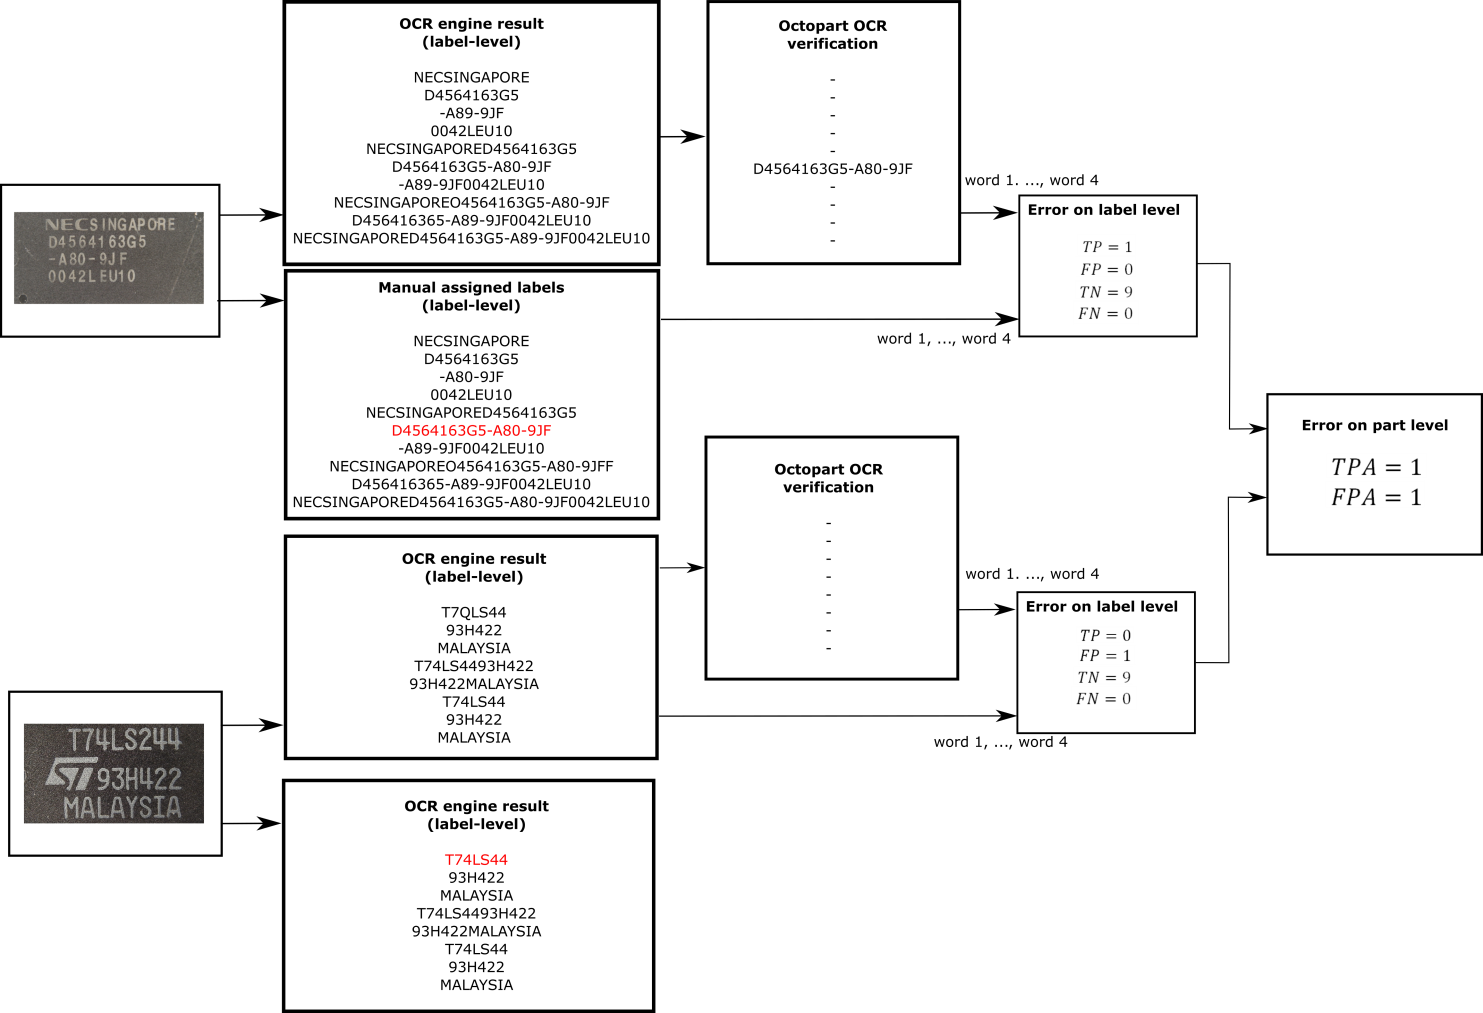 NECSINGAPORE
D4564163G5
-A80-9JF
0042LEU10
OCR engine result
(label-level)
NECSINGAPORE
D4564163G5
-A89-9JF
0042LEU10
NECSINGAPORED4564163G5
D4564163G5-A80-9JF
-A89-9JF0042LEU10
NECSINGAPOREO4564163G5-A80-9JF
D456416365-A89-9JF0042LEU10
NECSINGAPORED4564163G5-A89-9JF0042LEU10
Octopart OCR
verification
-
-
-
-
-
D4564163G5-A80-9JF
-
-
-
-
Manual assigned labels
(label-level)
NECSINGAPORE
D4564163G5
-A80-9JF
0042LEU10
NECSINGAPORED4564163G5
D4564163G5-A80-9JF
-A89-9JF0042LEU10
NECSINGAPOREO4564163G5-A80-9JFF
D456416365-A89-9JF0042LEU10
NECSINGAPORED4564163G5-A80-9JF0042LEU10
word 1. ..., word 4
word 1, ..., word 4
Error on label level
TP = 1
FP = 0
TN = 9
FN = 0
T74LS244
ST 93H422
MALAYSIA
OCR engine result
(label-level)
T7QLS44
93H422
MALAYSIA
T74LS4493H422
93H422MALAYSIA
T74LS44
93H422
MALAYSIA
Octopart OCR
verification
-
-
-
-
-
-
-
-
OCR engine result
(label-level)
T74LS44
93H422
MALAYSIA
T74LS4493H422
93H422MALAYSIA
T74LS44
93H422
MALAYSIA
word 1. ..., word 4
word 1, ..., word 4
Error on label level
TP = 0
FP = 1
TN = 9
FN = 0
Error on part level
TPA = 1
FPA = 1